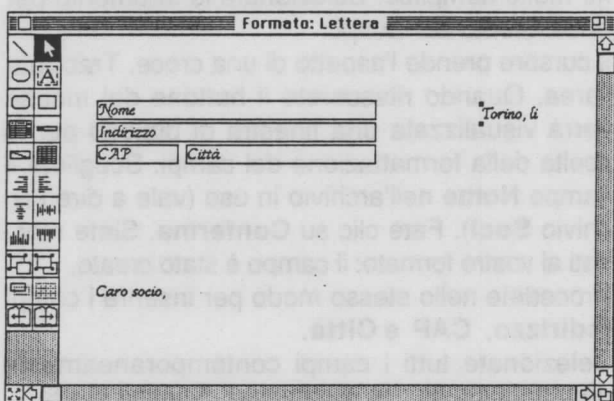 Formato: Lettera
A
Nome
"Torino, lì
Indirizzo
CAP Città
Caro socio,